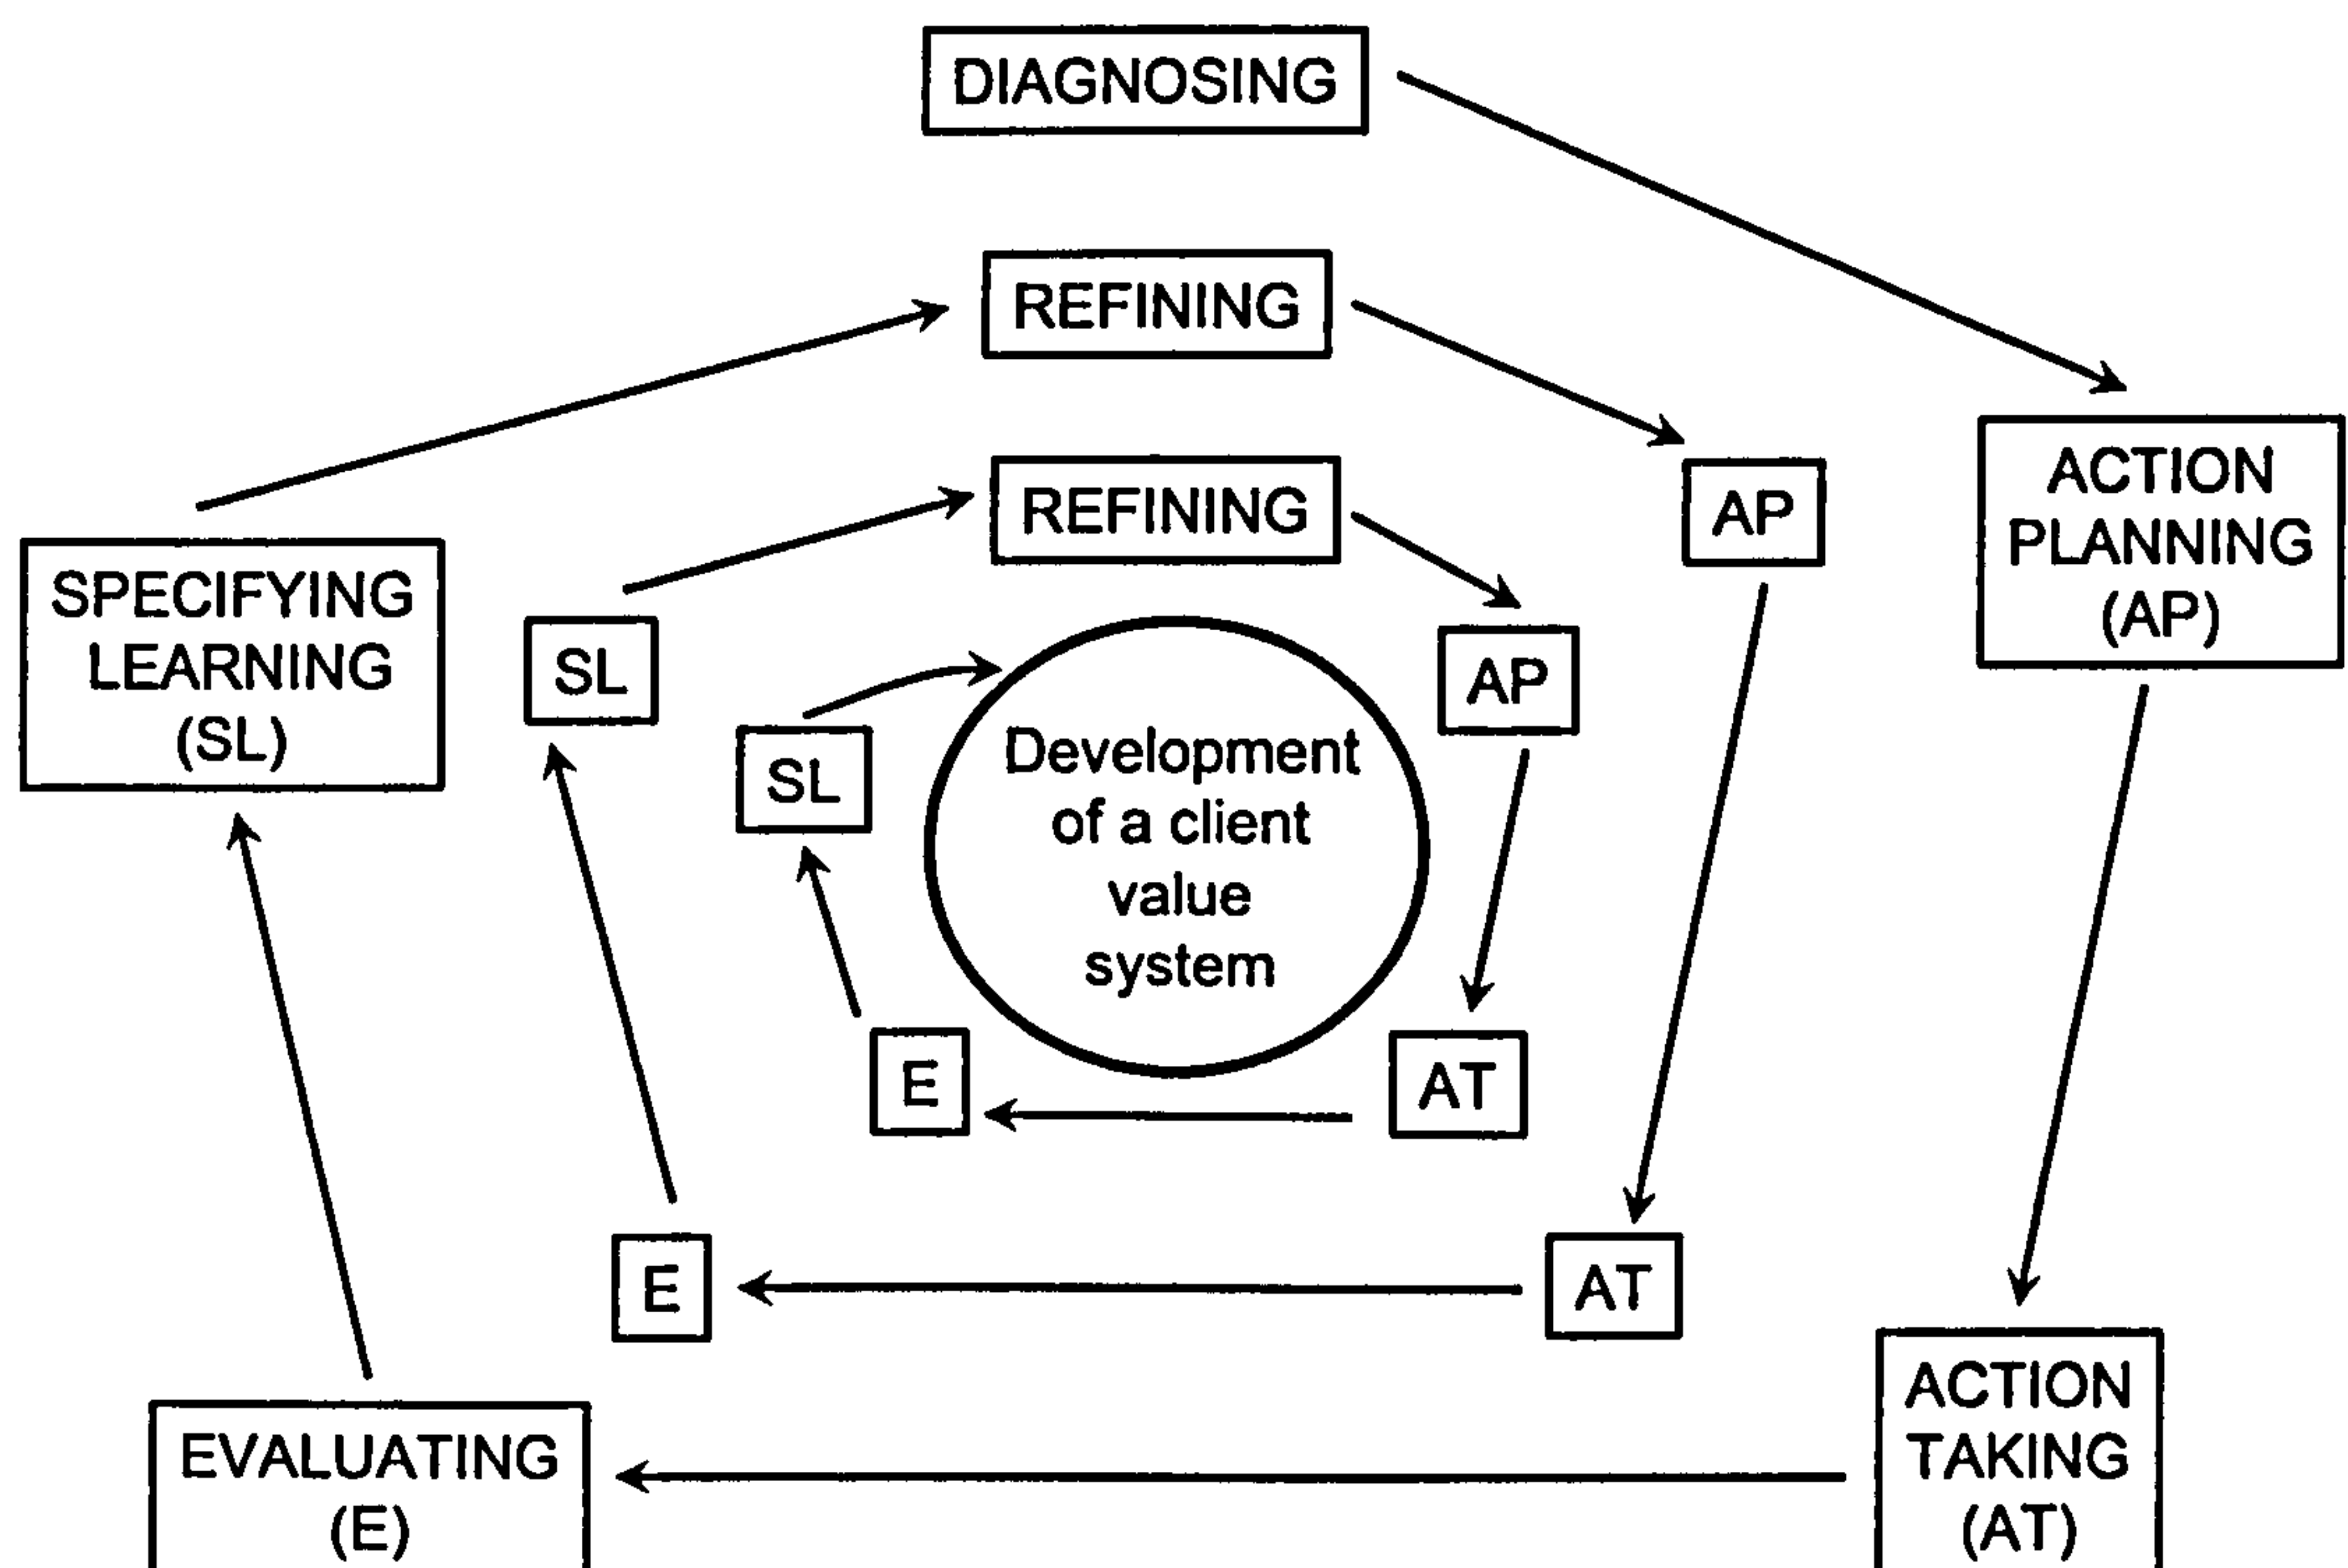 DIAGNOSING
REFINING
REFINING
AP
ACTION
PLANNING
(AP)
SPECIFYING
LEARNING
(SL)
SL
AP
SL
Development
of a client
value
system
E
AT
E
AT
ACTION
TAKING
(AT)
EVALUATING
(E)